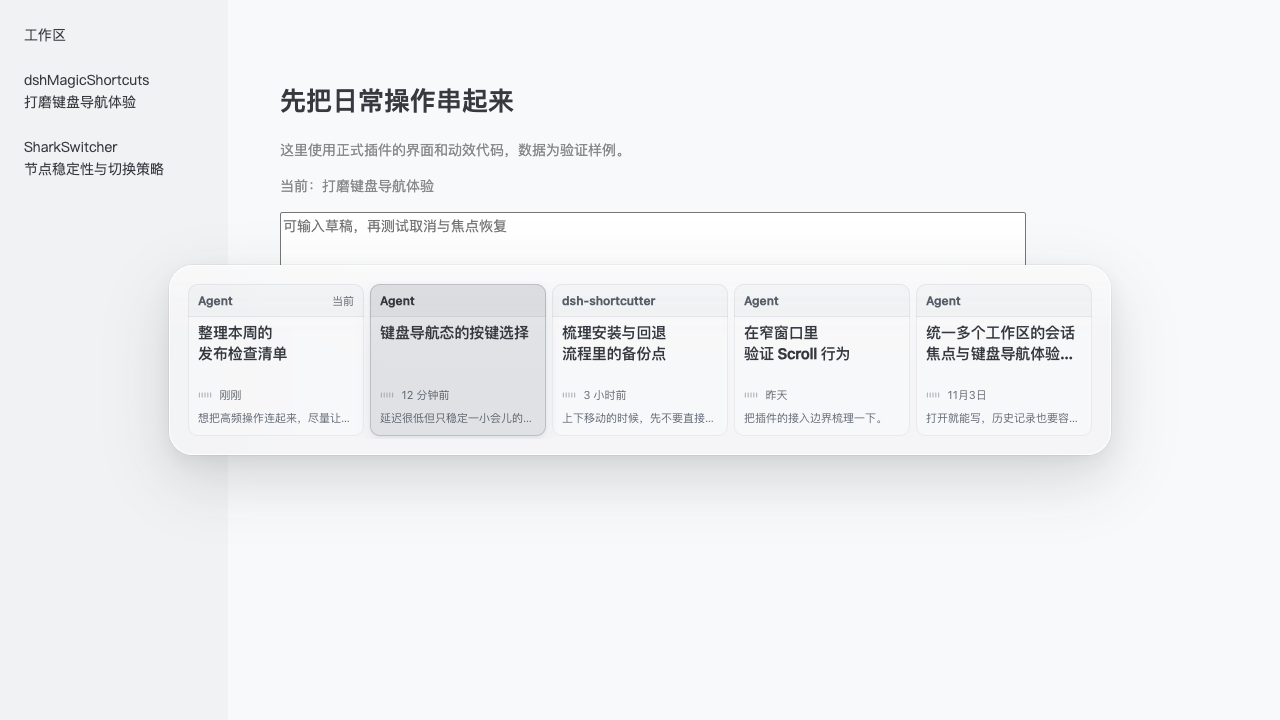 工作区
dshMagicShortcuts
打磨键盘导航体验
SharkSwitcher
节点稳定性与切换策略
先把日常操作串起来
这里使用正式插件的界面和动效代码，数据为验证样例。
当前：打磨键盘导航体验
可输入草稿，再测试取消与焦点恢复
Agent 当前
整理本周的
发布检查清单
刚刚
想把高频操作连起来，尽量让...
Agent
键盘导航态的按键选择
12 分钟前
延迟很低但只稳定一小会儿的...
dsh-shortcutter
梳理安装与回退
流程里的备份点
3 小时前
上下移动的时候，先不要直接...
Agent
在窄窗口里
验证 Scroll 行为
昨天
把插件的接入边界梳理一下。
Agent
统一多个工作区的会话
焦点与键盘导航体验...
11月3日
打开就能写，历史记录也要容...